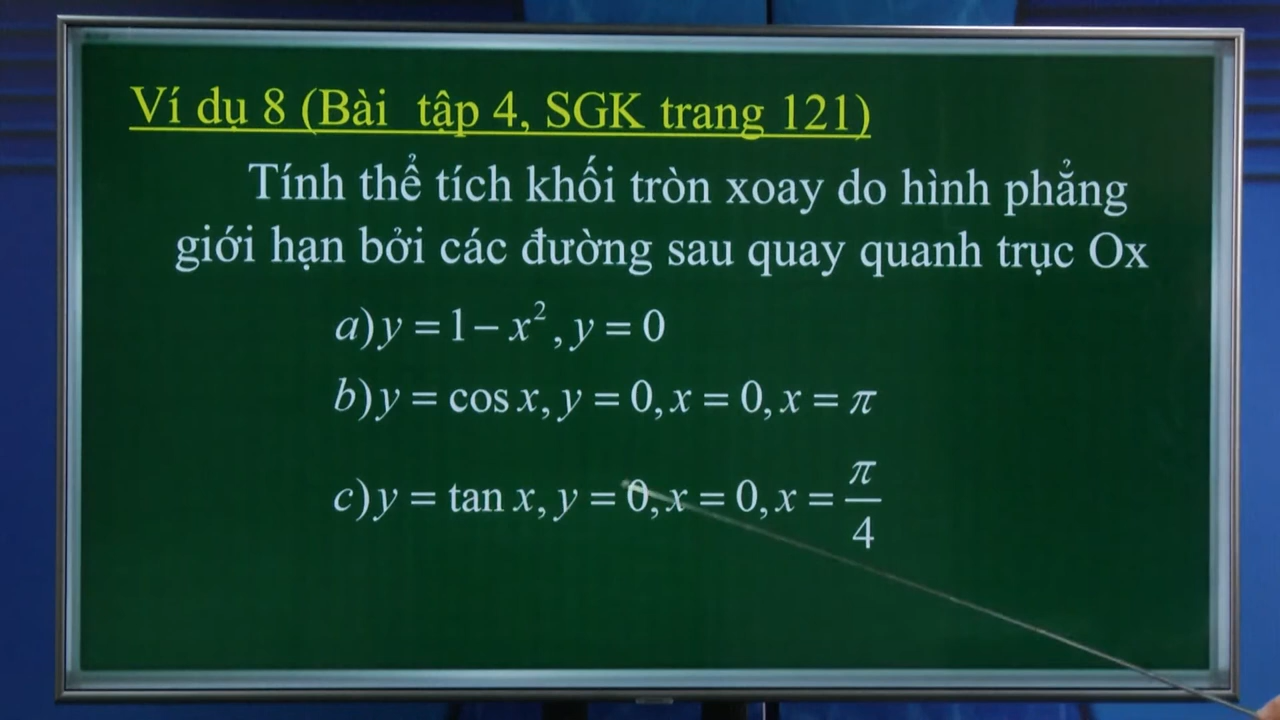 Ví dụ 8 (Bài tập 4, SGK trang 121)
Tính thể tích khối tròn xoay do hình phẳng
giới hạn bởi các đường sau quay quanh trục Ox
a) y = 1 − x², y = 0
b) y = cos x, y = 0, x = 0, x = π
c) y = tan x, y = 0, x = 0, x = π/4